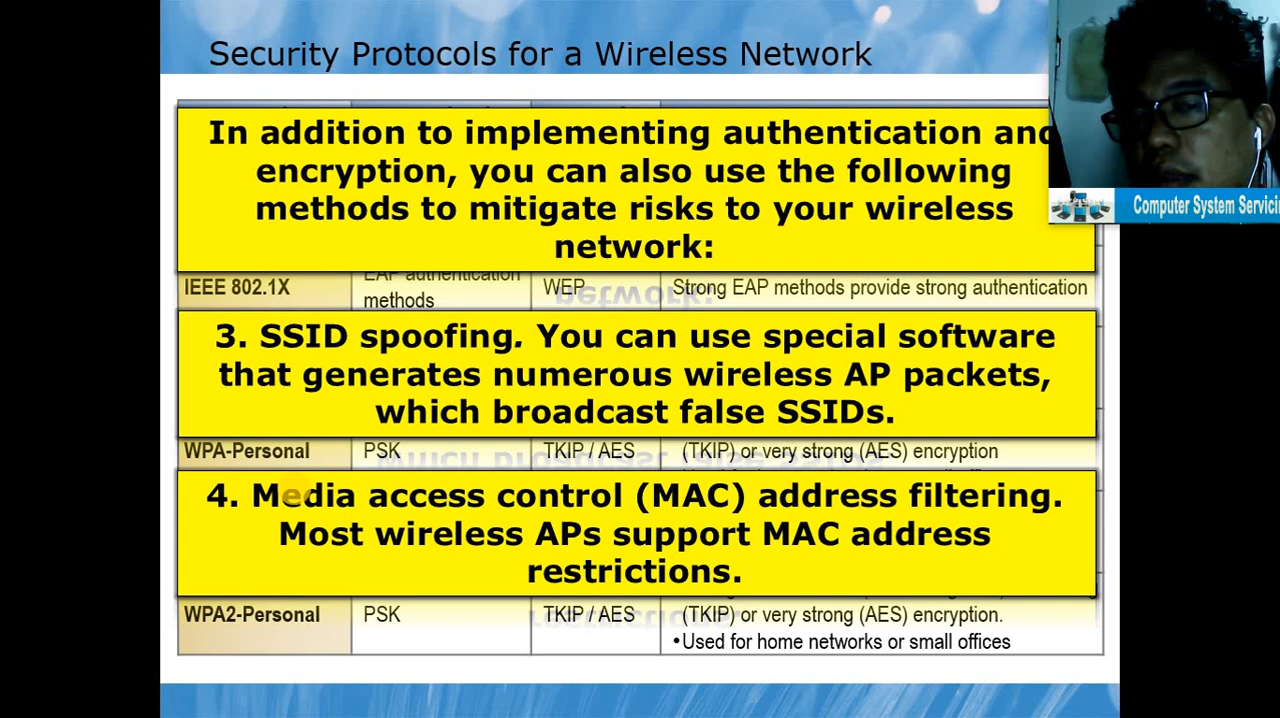 Security Protocols for a Wireless Network
In addition to implementing authentication and
encryption, you can also use the following
methods to mitigate risks to your wireless
network:
Computer System Servicin
IEEE 802.1X
EAP authentication
methods
WEP
Strong EAP methods provide strong authentication
3. SSID spoofing. You can use special software
that generates numerous wireless AP packets,
which broadcast false SSIDs.
WPA-Personal
PSK
TKIP / AES
(TKIP) or very strong (AES) encryption
4. Media access control (MAC) address filtering.
Most wireless APs support MAC address
restrictions.
WPA2-Personal
PSK
TKIP / AES
(TKIP) or very strong (AES) encryption.
•Used for home networks or small offices